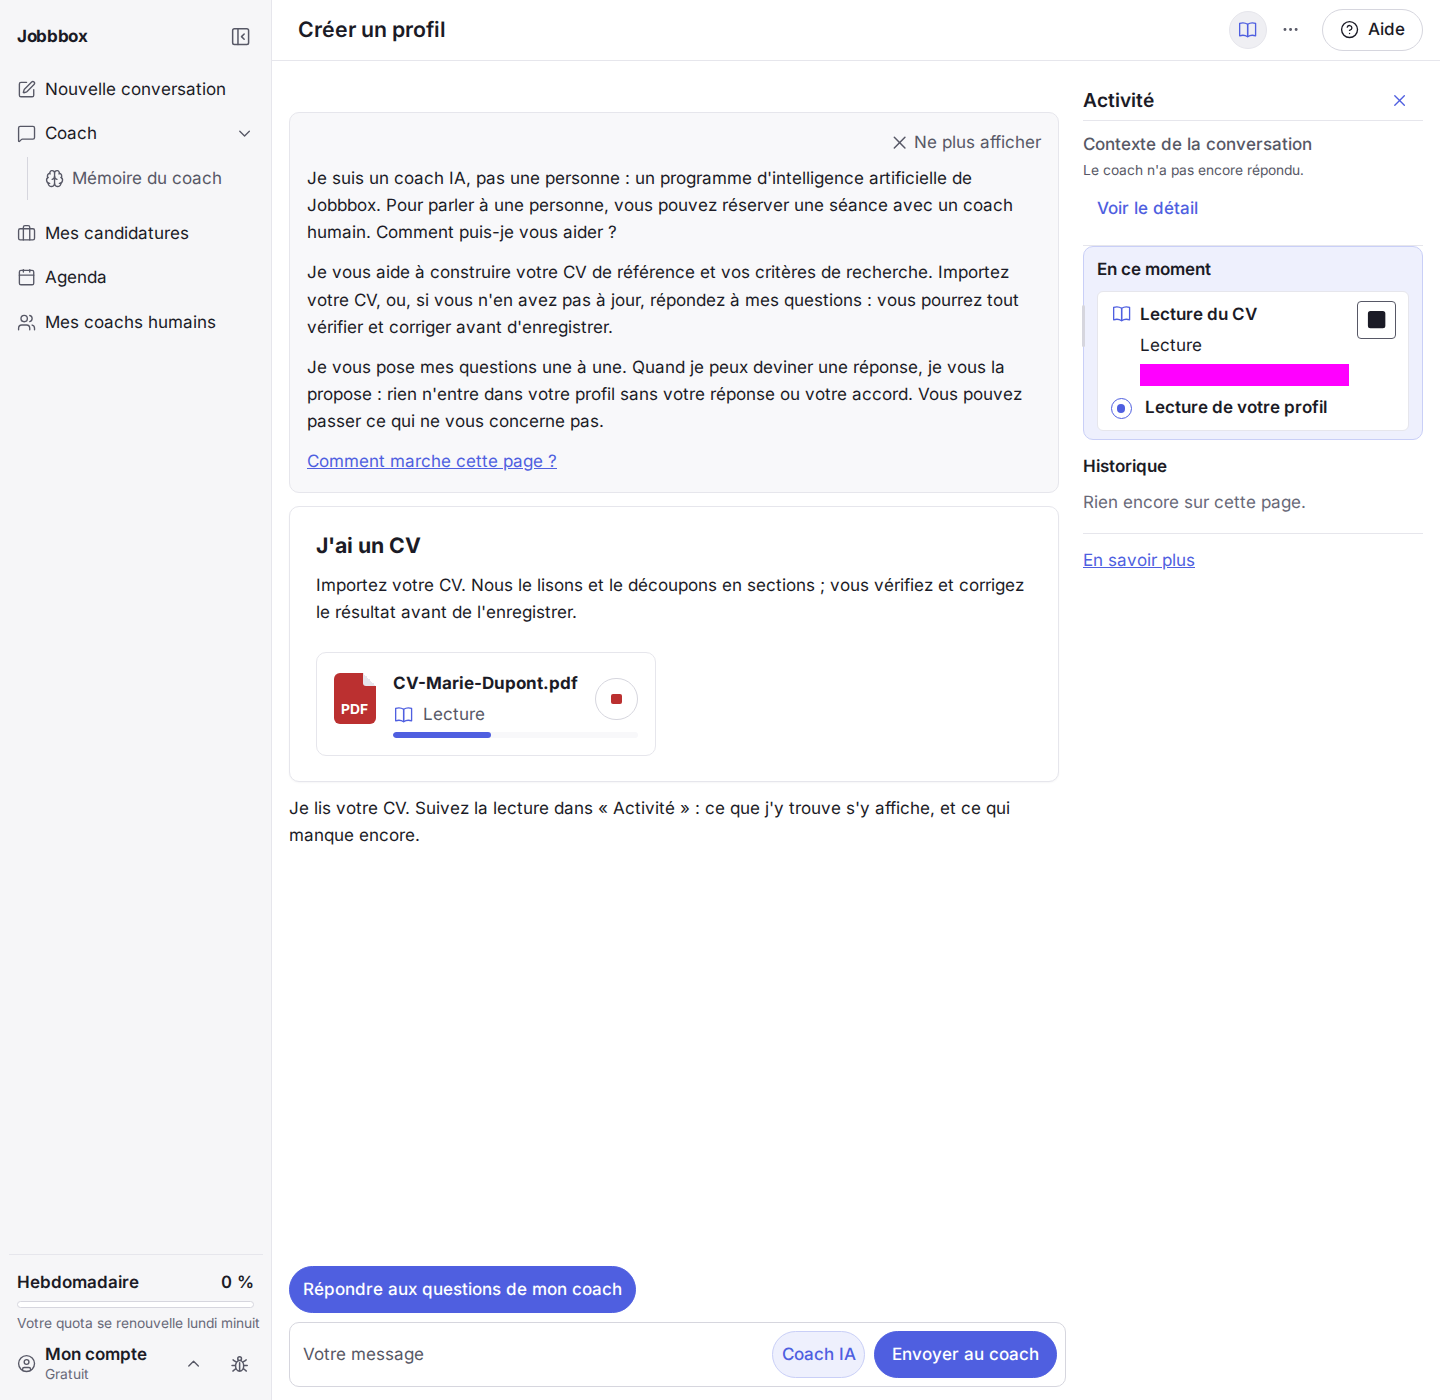 Jobbbox
Nouvelle conversation
Coach
Mémoire du coach
Mes candidatures
Agenda
Mes coachs humains
Hebdomadaire 0 %
Votre quota se renouvelle lundi minuit
Mon compte
Gratuit
Créer un profil
Aide
Ne plus afficher
Je suis un coach IA, pas une personne : un programme d'intelligence artificielle de
Jobbbox. Pour parler à une personne, vous pouvez réserver une séance avec un coach
humain. Comment puis-je vous aider ?
Je vous aide à construire votre CV de référence et vos critères de recherche. Importez
votre CV, ou, si vous n'en avez pas à jour, répondez à mes questions : vous pourrez tout
vérifier et corriger avant d'enregistrer.
Je vous pose mes questions une à une. Quand je peux deviner une réponse, je vous la
propose : rien n'entre dans votre profil sans votre réponse ou votre accord. Vous pouvez
passer ce qui ne vous concerne pas.
Comment marche cette page ?
J'ai un CV
Importez votre CV. Nous le lisons et le découpons en sections ; vous vérifiez et corrigez
le résultat avant de l'enregistrer.
PDF
CV-Marie-Dupont.pdf
Lecture
Je lis votre CV. Suivez la lecture dans « Activité » : ce que j'y trouve s'y affiche, et ce qui
manque encore.
Répondre aux questions de mon coach
Votre message
Coach IA
Envoyer au coach
Activité
Contexte de la conversation
Le coach n'a pas encore répondu.
Voir le détail
En ce moment
Lecture du CV
Lecture
Lecture de votre profil
Historique
Rien encore sur cette page.
En savoir plus